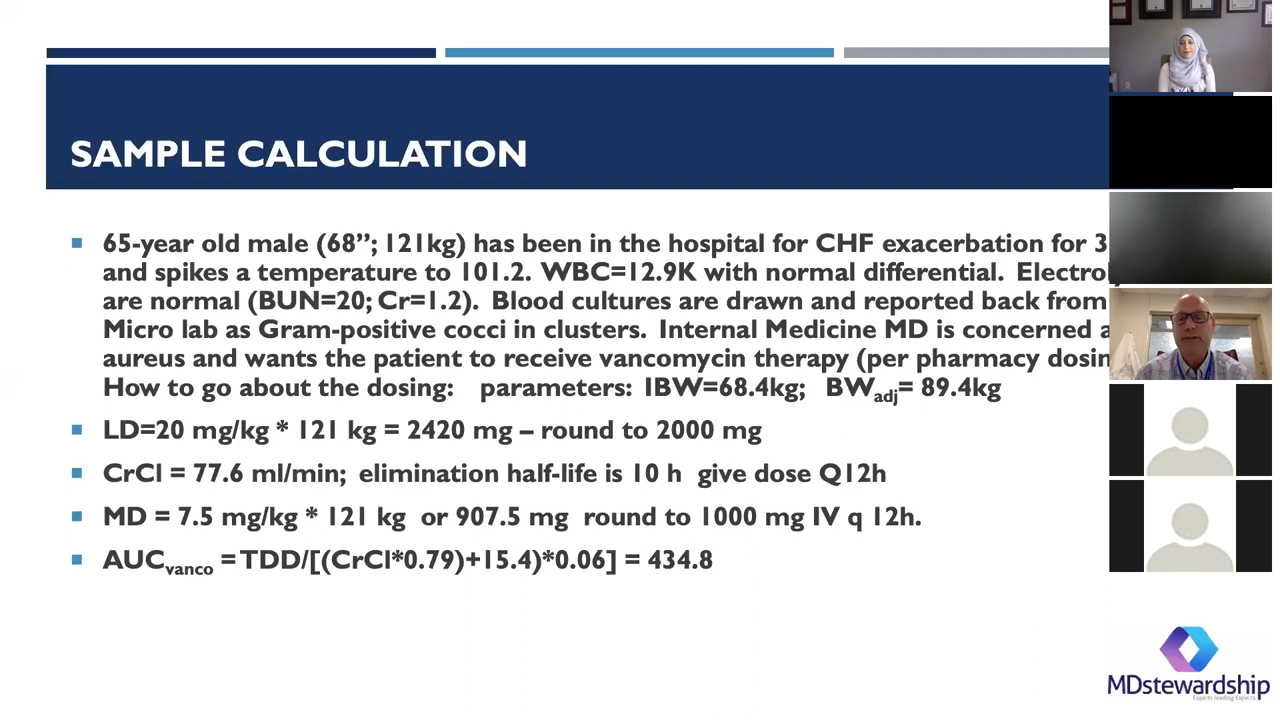 SAMPLE CALCULATION
65-year old male (68”; 121kg) has been in the hospital for CHF exacerbation for 3
and spikes a temperature to 101.2. WBC=12.9K with normal differential. Electrol
are normal (BUN=20; Cr=1.2). Blood cultures are drawn and reported back from
Micro lab as Gram-positive cocci in clusters. Internal Medicine MD is concerned a
aureus and wants the patient to receive vancomycin therapy (per pharmacy dosin
How to go about the dosing: parameters: IBW=68.4kg; BWadj= 89.4kg
LD=20 mg/kg * 121 kg = 2420 mg – round to 2000 mg
CrCl = 77.6 ml/min; elimination half-life is 10 h give dose Q12h
MD = 7.5 mg/kg * 121 kg or 907.5 mg round to 1000 mg IV q 12h.
AUCvanco = TDD/[(CrCl*0.79)+15.4)*0.06] = 434.8
MDstewardship
Experts Leading Experts